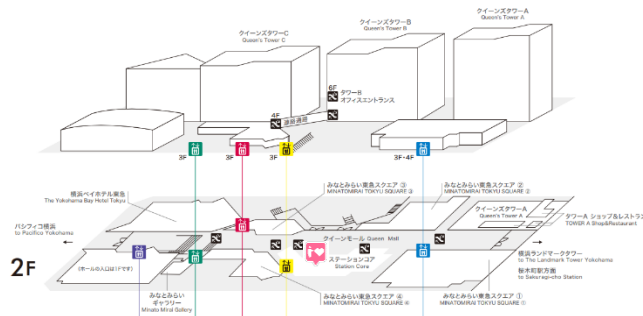 クイーンズタワーA
Queen's Tower A
クイーンズタワーB
Queen's Tower B
クイーンズタワーC
Queen's Tower C
6F
タワーB
オフィスエントランス
4F
連絡通路
3F
3F
3F
3F-4F
横浜ベイホテル東急
The Yokohama Bay Hotel Tokyu
みなとみらい東急スクエア ③
MINATOMIRAI TOKYU SQUARE ③
みなとみらい東急スクエア ②
MINATOMIRAI TOKYU SQUARE ②
クイーンズタワーA
Queen's Tower A
タワーA ショップ&レストラン
TOWER A Shop&Restaurant
パシフィコ横浜
to Pacifico Yokohama
クイーンモール Queen Mall
ステーションコア
Station Core
横浜ランドマークタワー
to The Landmark Tower Yokohama
桜木町駅方面
to Sakuragi-cho Station
2F
(ホールの入口は1Fです)
みなとみらい
ギャラリー
Minato Mirai Gallery
みなとみらい東急スクエア ④
MINATOMIRAI TOKYU SQUARE ④
みなとみらい東急スクエア ①
MINATOMIRAI TOKYU SQUARE ①